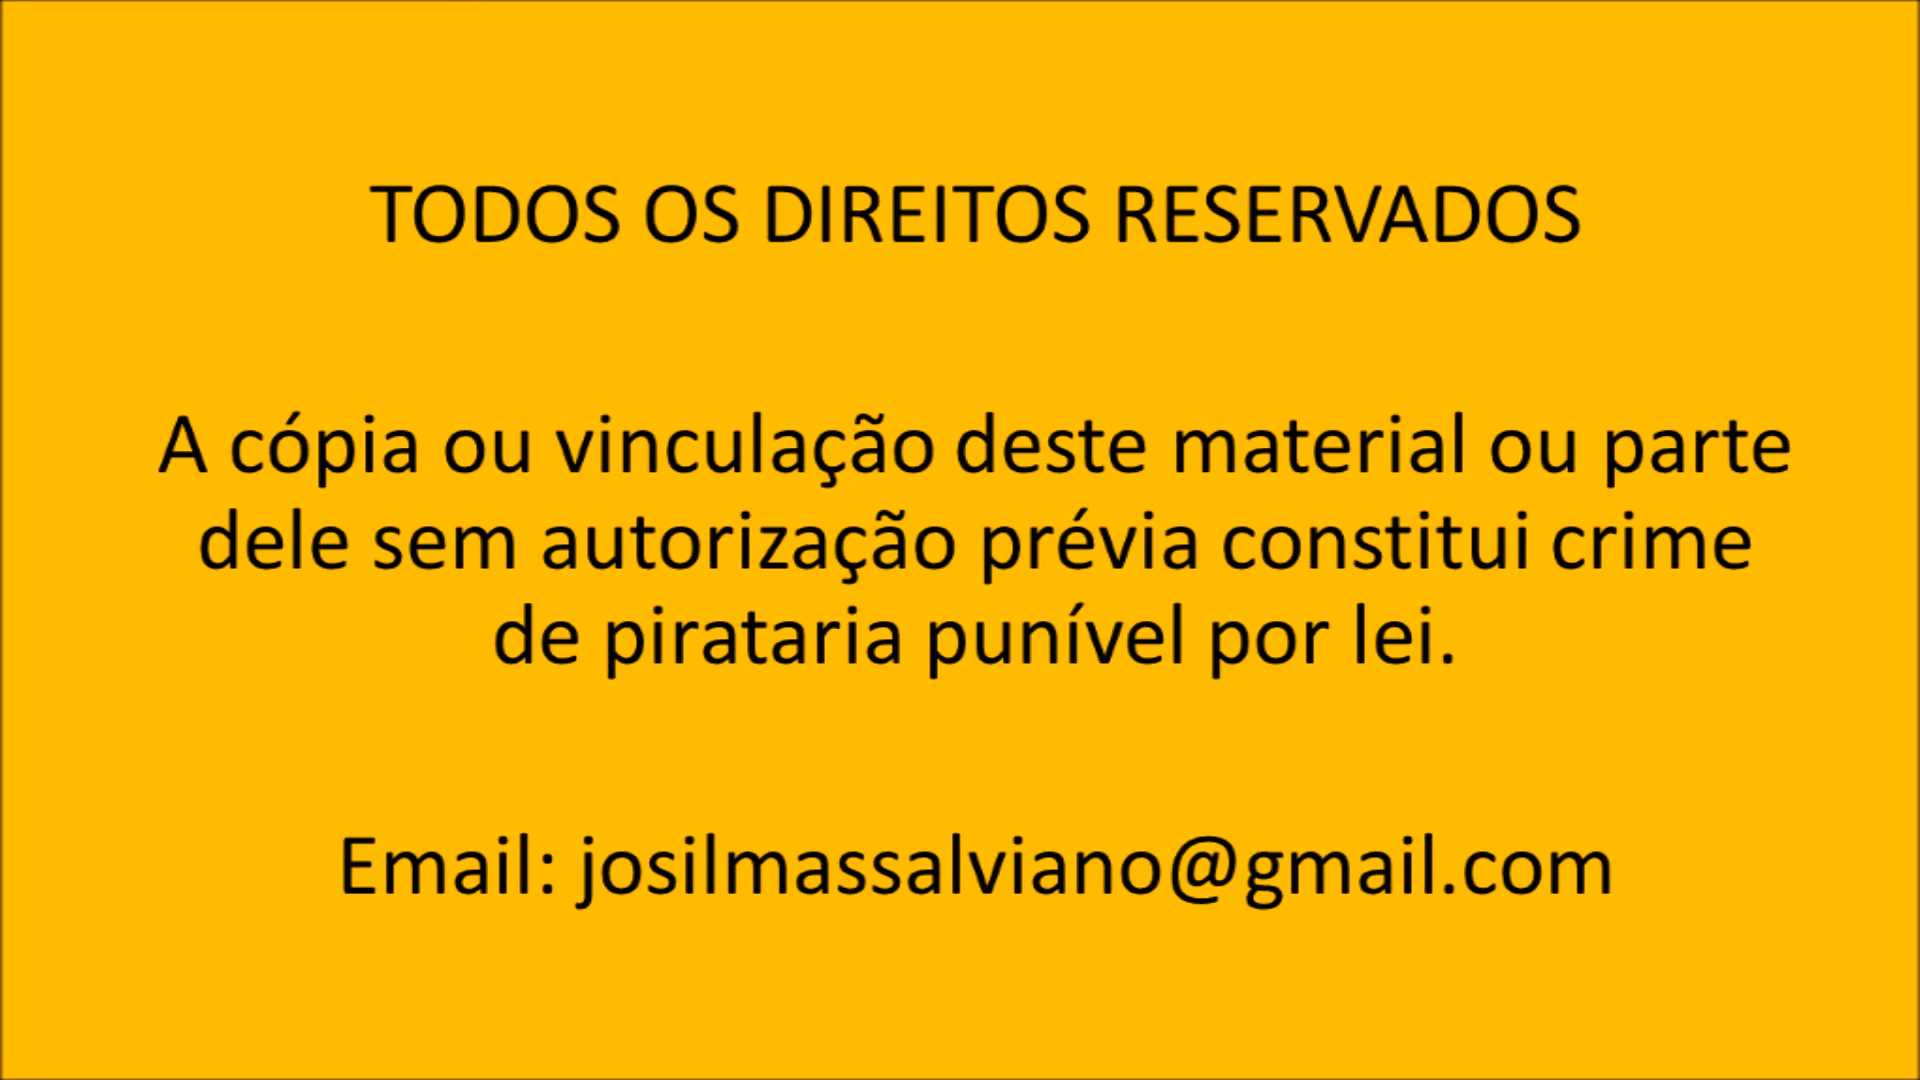 TODOS OS DIREITOS RESERVADOS
A cópia ou vinculação deste material ou parte
dele sem autorização prévia constitui crime
de pirataria punível por lei.
Email: josilmassalviano@gmail.com